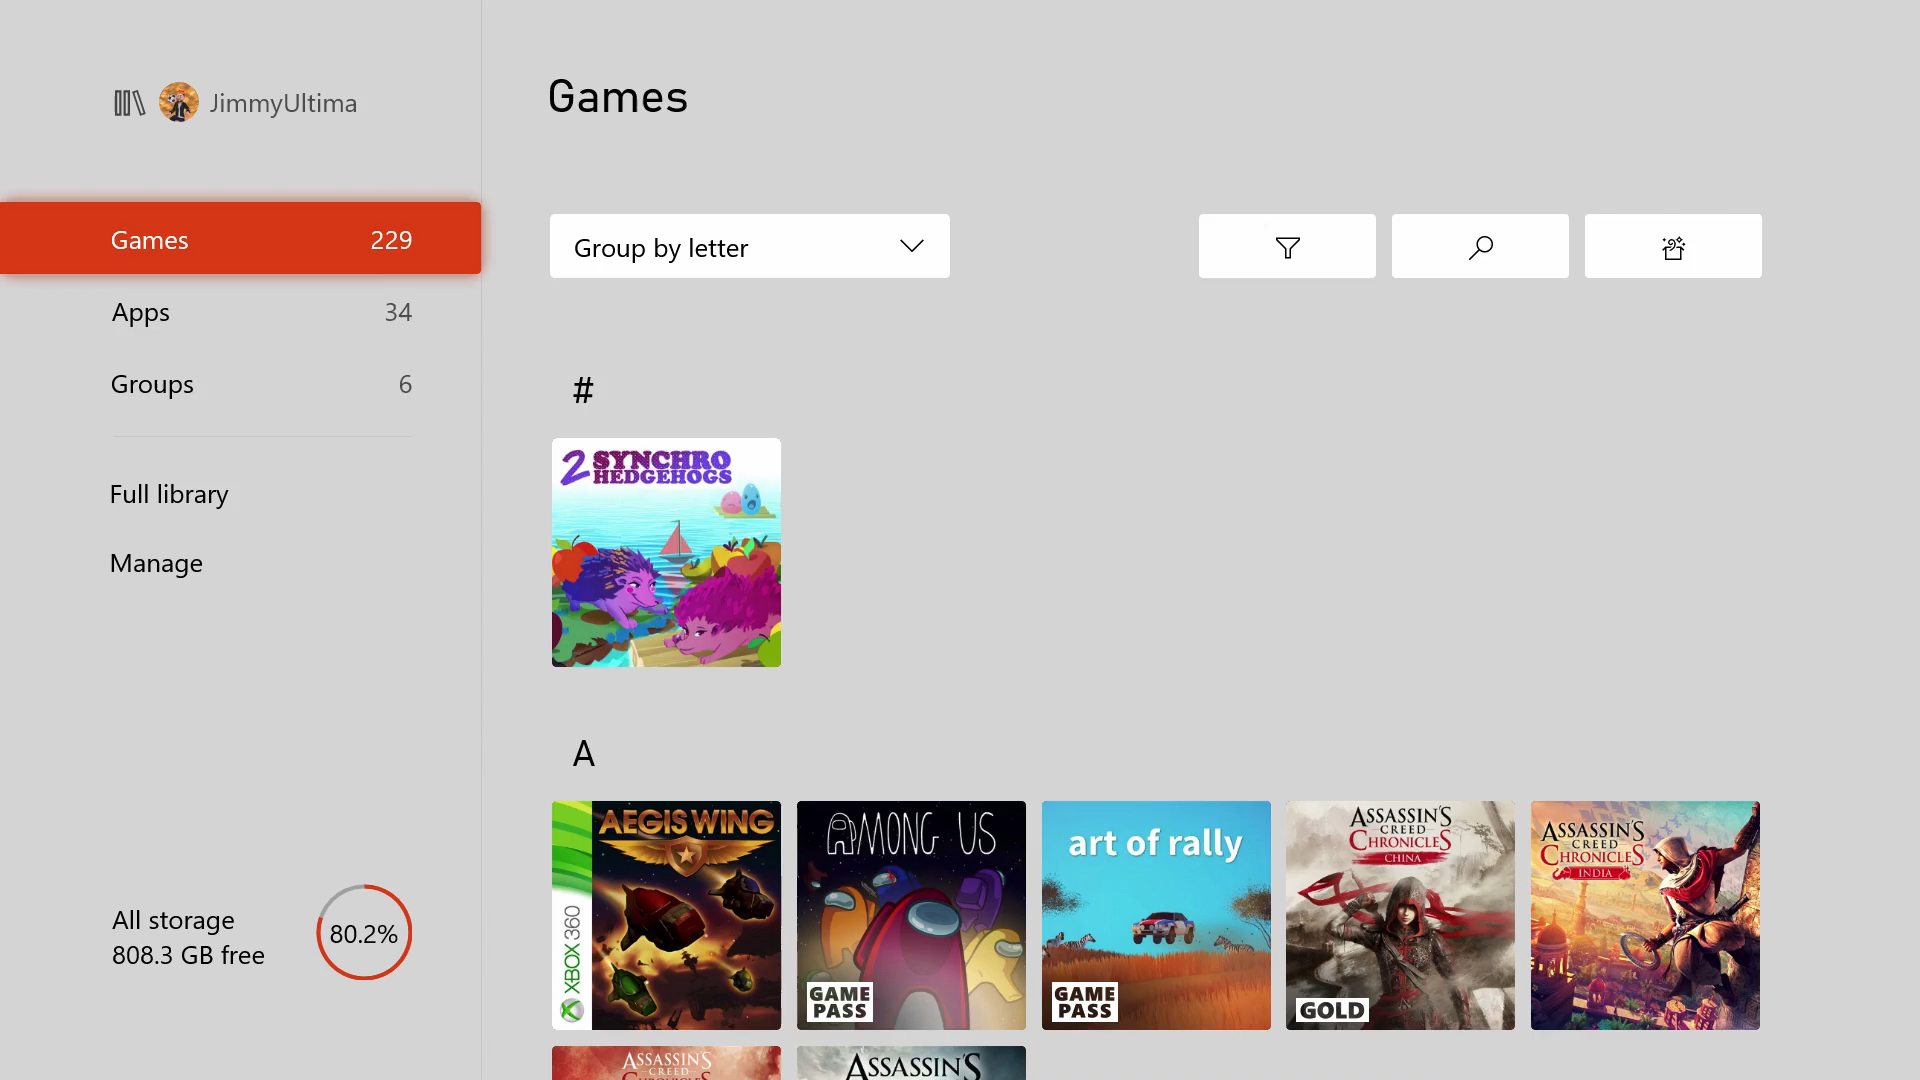 JimmyUltima
Games 229
Apps 34
Groups 6
Full library
Manage
All storage
808.3 GB free
80.2%
Games
Group by letter
#
2 SYNCHRO
HEDGEHOGS
A
AEGIS WING
XBOX 360
AMONG US
GAME
PASS
art of rally
GAME
PASS
ASSASSIN'S
CREED
CHRONICLES
CHINA
GOLD
ASSASSIN'S
CREED
CHRONICLES
INDIA
ASSASSIN'S
CREED
CHRONICLES
ASSASSIN'S